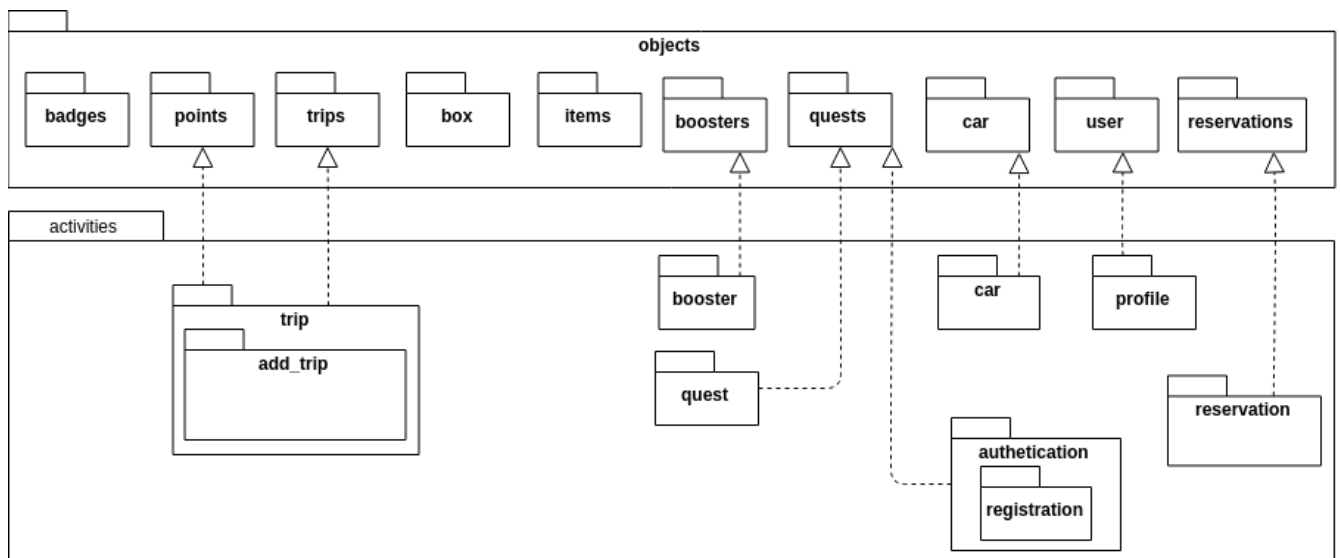 objects
badges
points
trips
box
items
boosters
quests
car
user
reservations
activities
trip
add_trip
booster
quest
car
profile
reservation
authetication
registration